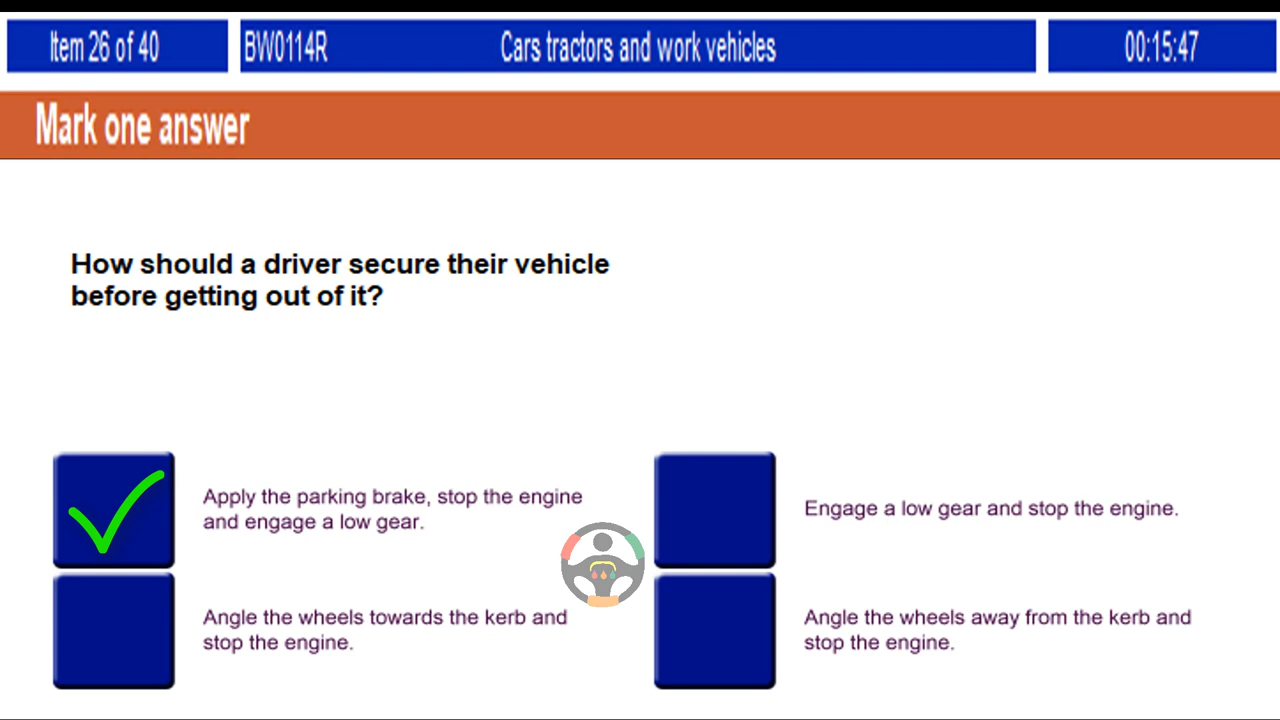 Item 26 of 40
BW0114R
Cars tractors and work vehicles
00:15:47
Mark one answer
How should a driver secure their vehicle
before getting out of it?
Apply the parking brake, stop the engine
and engage a low gear.
Engage a low gear and stop the engine.
Angle the wheels towards the kerb and
stop the engine.
Angle the wheels away from the kerb and
stop the engine.